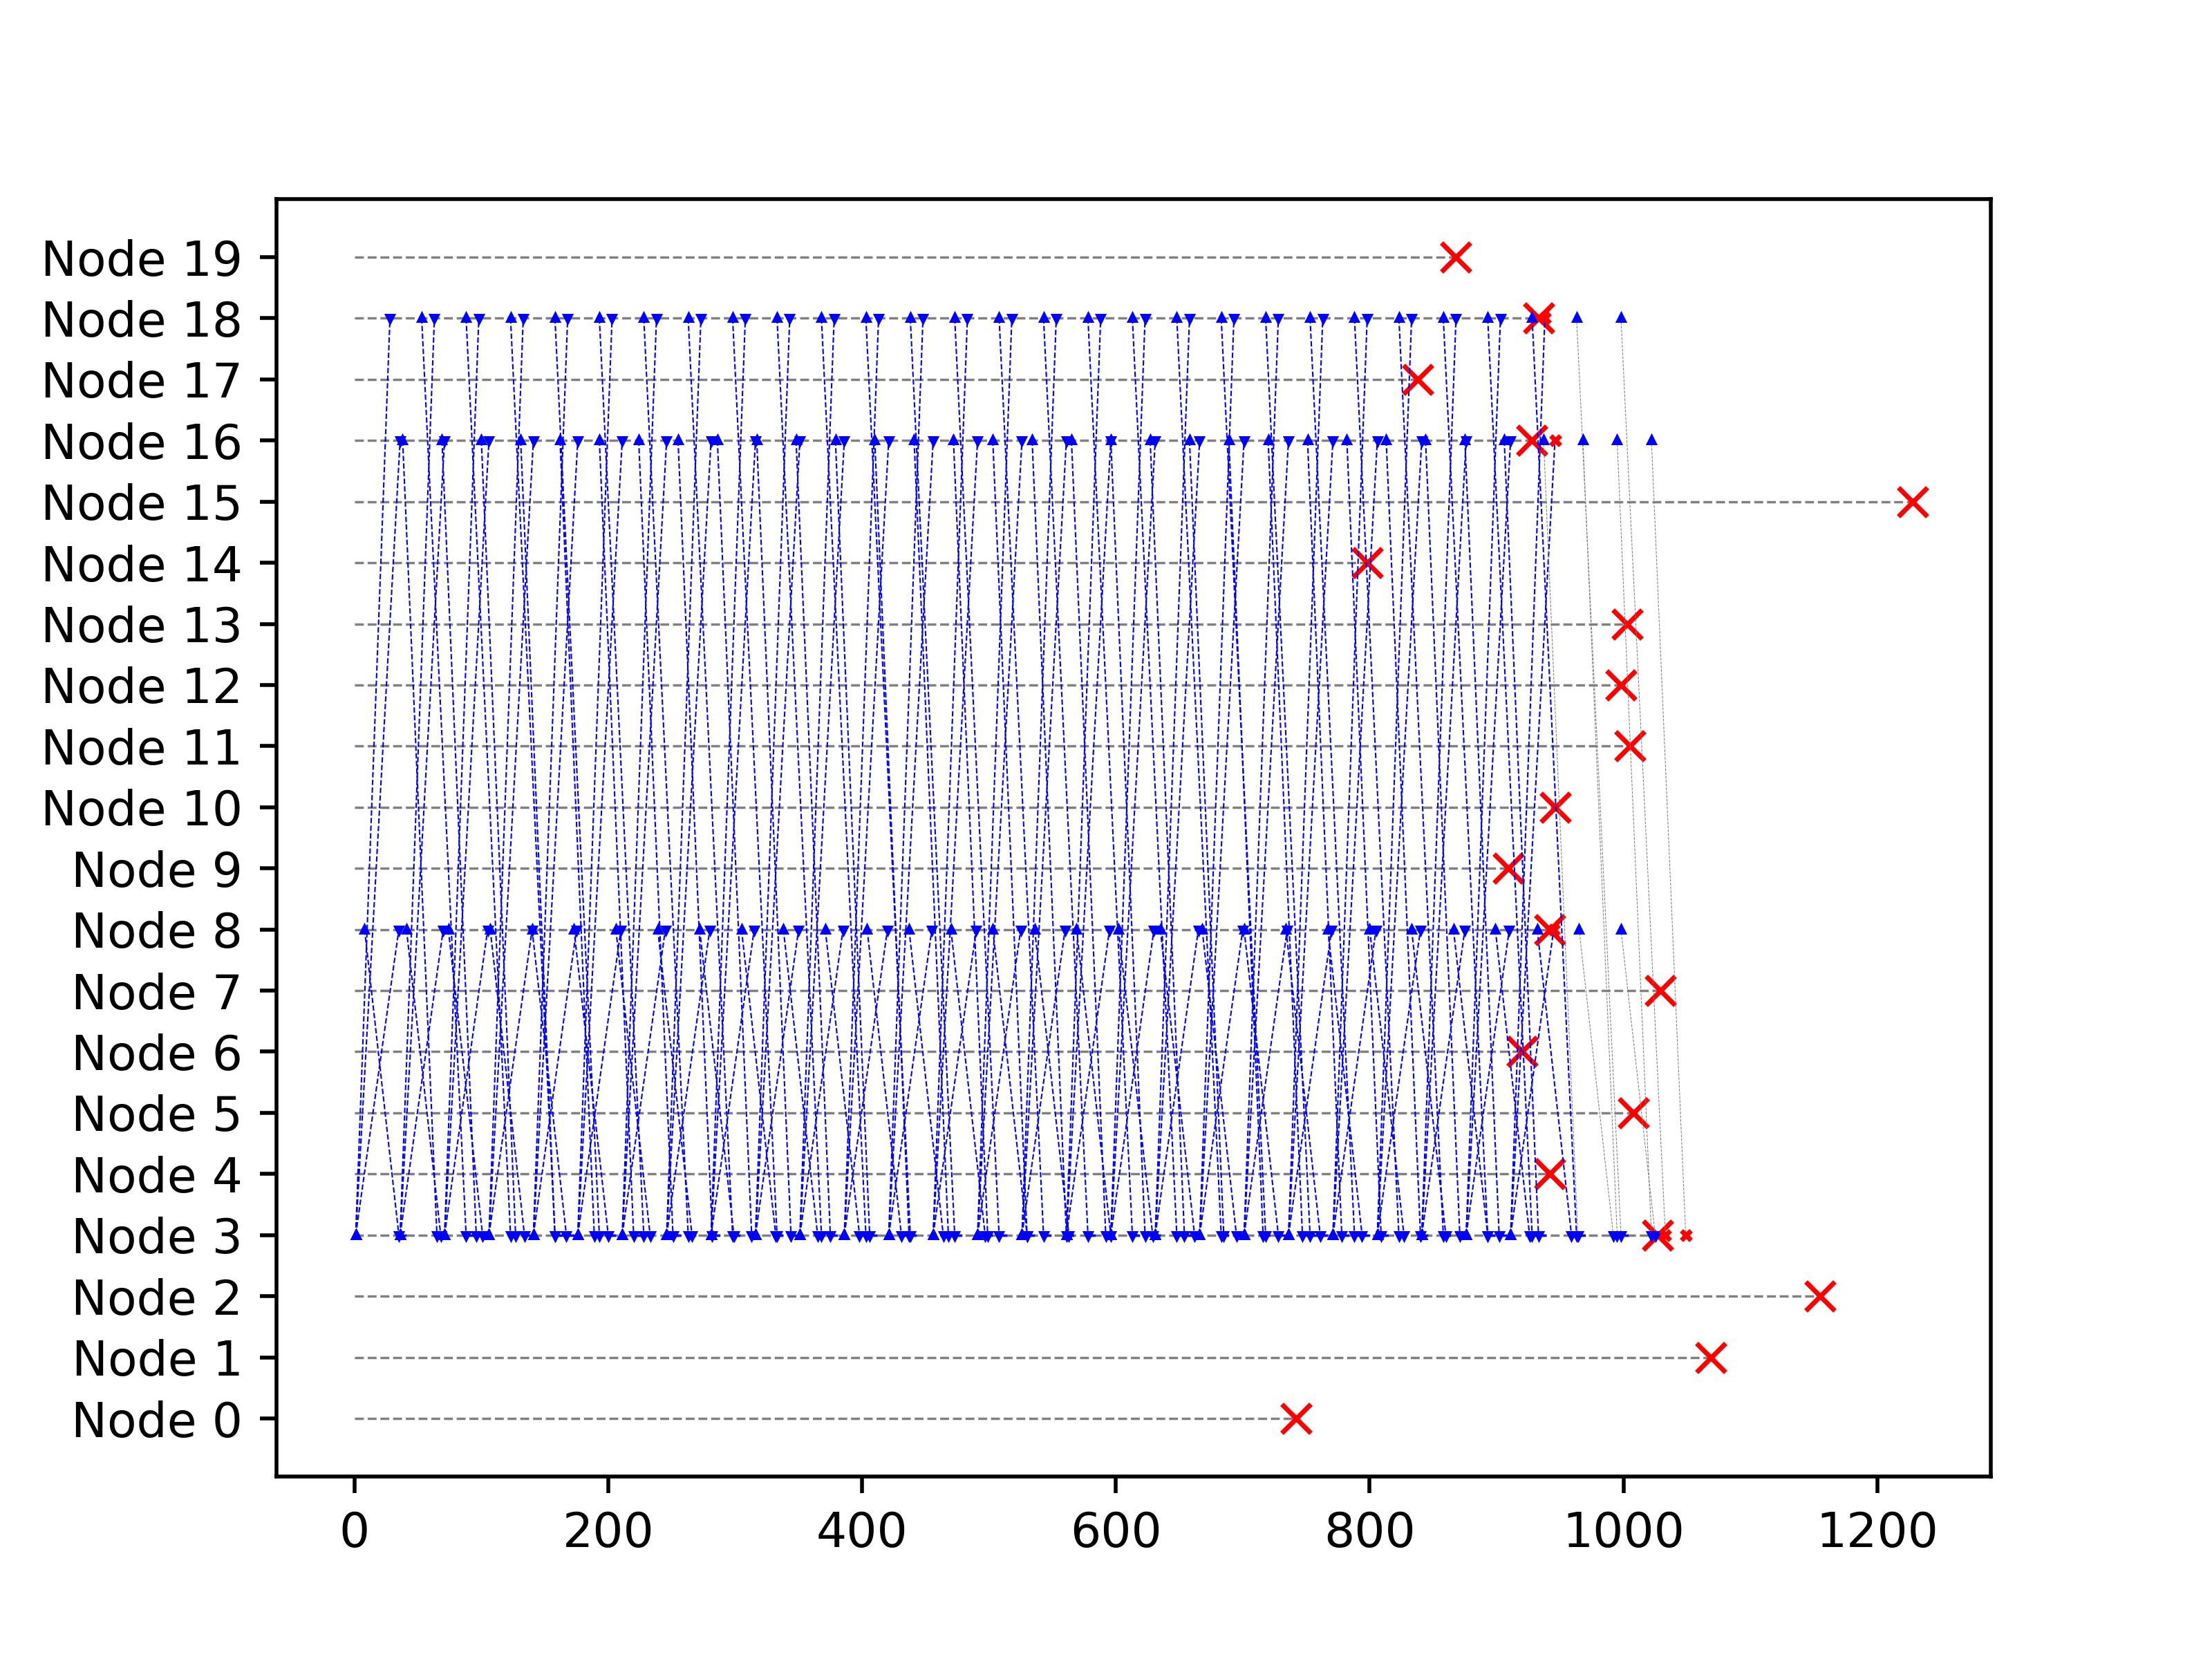 Node 19
Node 18
Node 17
Node 16
Node 15
Node 14
Node 13
Node 12
Node 11
Node 10
Node 9
Node 8
Node 7
Node 6
Node 5
Node 4
Node 3
Node 2
Node 1
Node 0
0 200 400 600 800 1000 1200